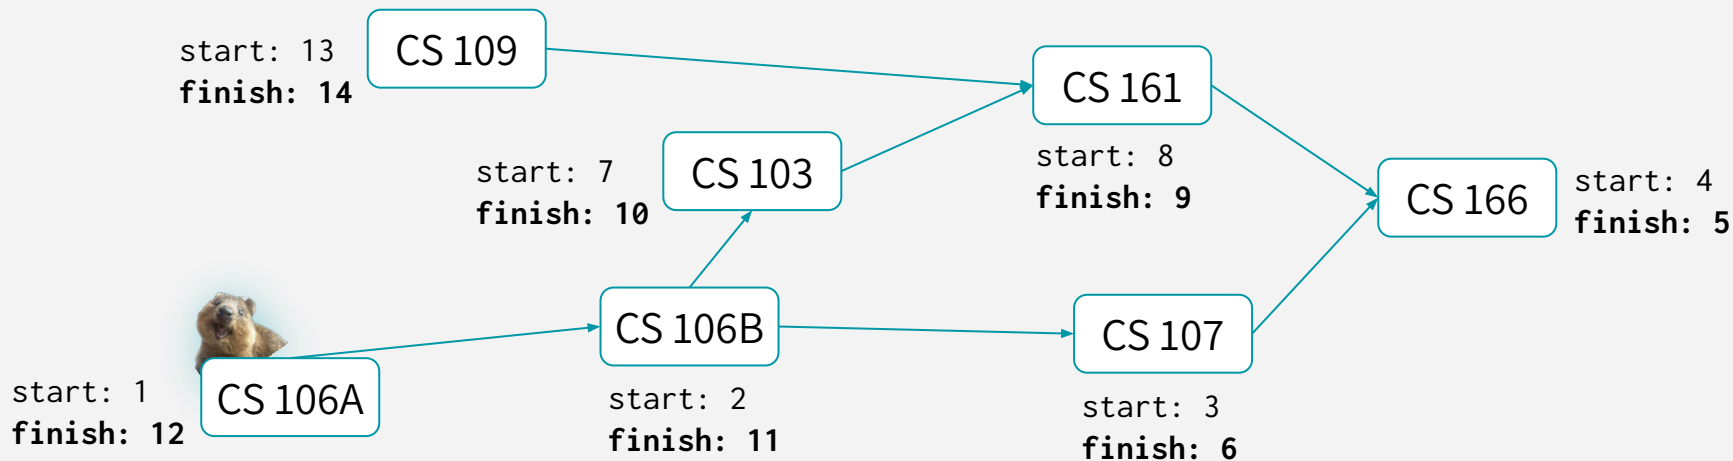 start: 13
finish: 14
CS 109
CS 161
start: 8
finish: 9
start: 7
finish: 10
CS 103
CS 166
start: 4
finish: 5
start: 1
finish: 12
CS 106A
CS 106B
start: 2
finish: 11
CS 107
start: 3
finish: 6